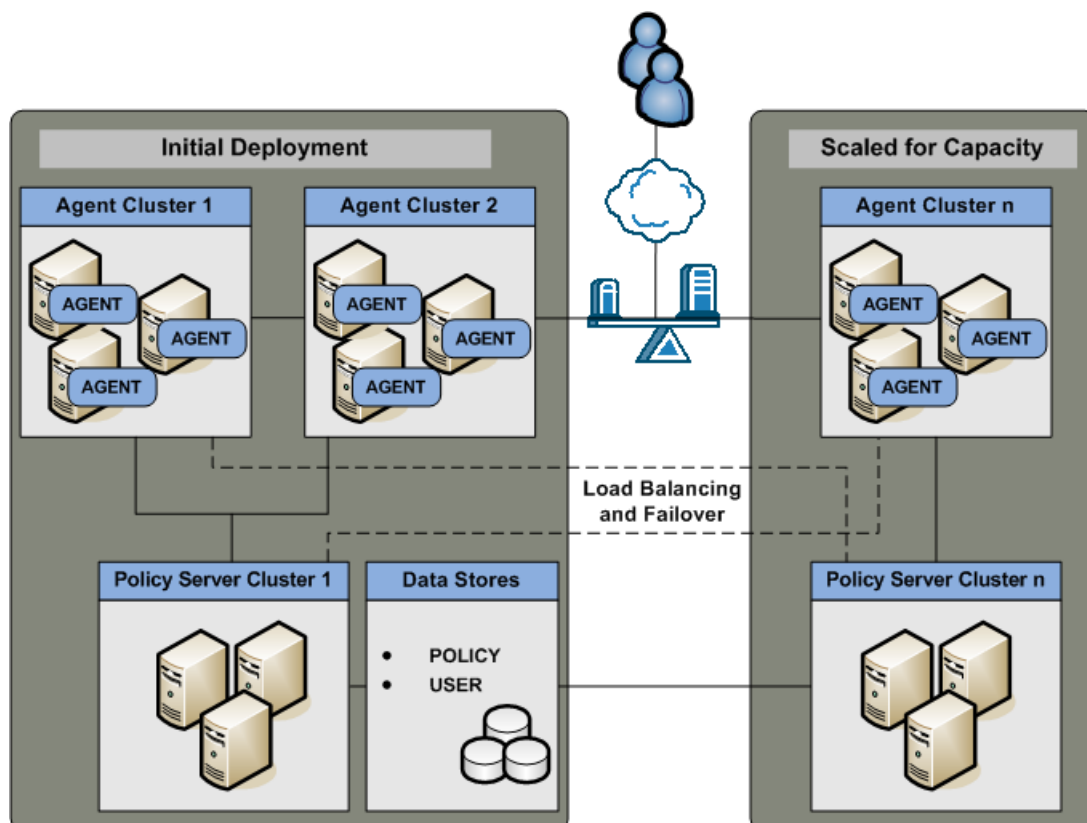 Initial Deployment
Scaled for Capacity
Agent Cluster 1
Agent Cluster 2
Agent Cluster n
AGENT
AGENT
AGENT
AGENT
AGENT
AGENT
AGENT
AGENT
AGENT
Load Balancing
and Failover
Policy Server Cluster 1
Data Stores
Policy Server Cluster n
• POLICY
• USER